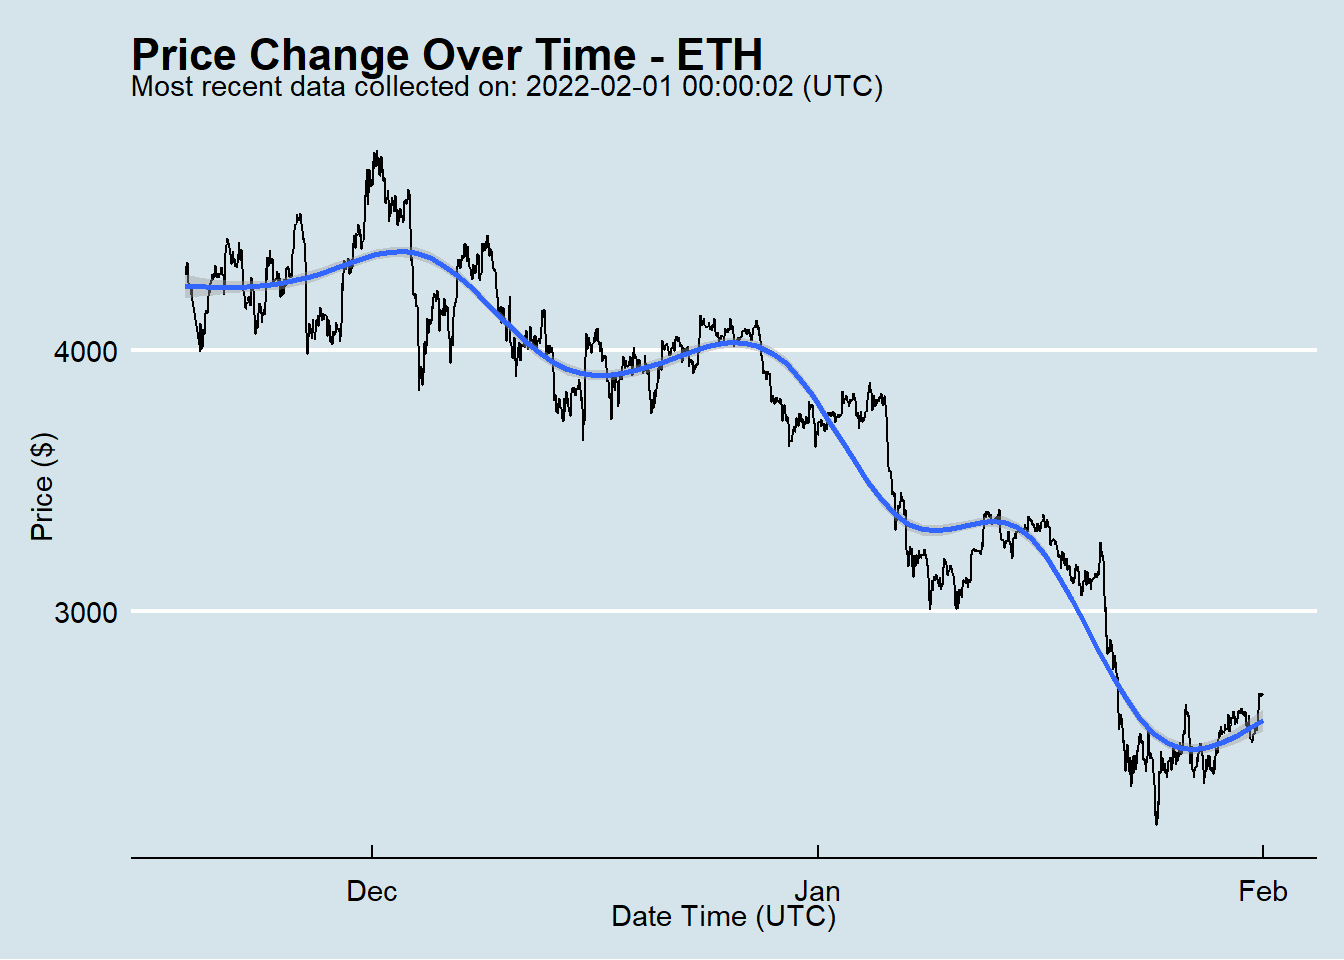 Price Change Over Time - ETH
Most recent data collected on: 2022-02-01 00:00:02 (UTC)
4000
3000
Price ($)
Dec
Jan
Feb
Date Time (UTC)